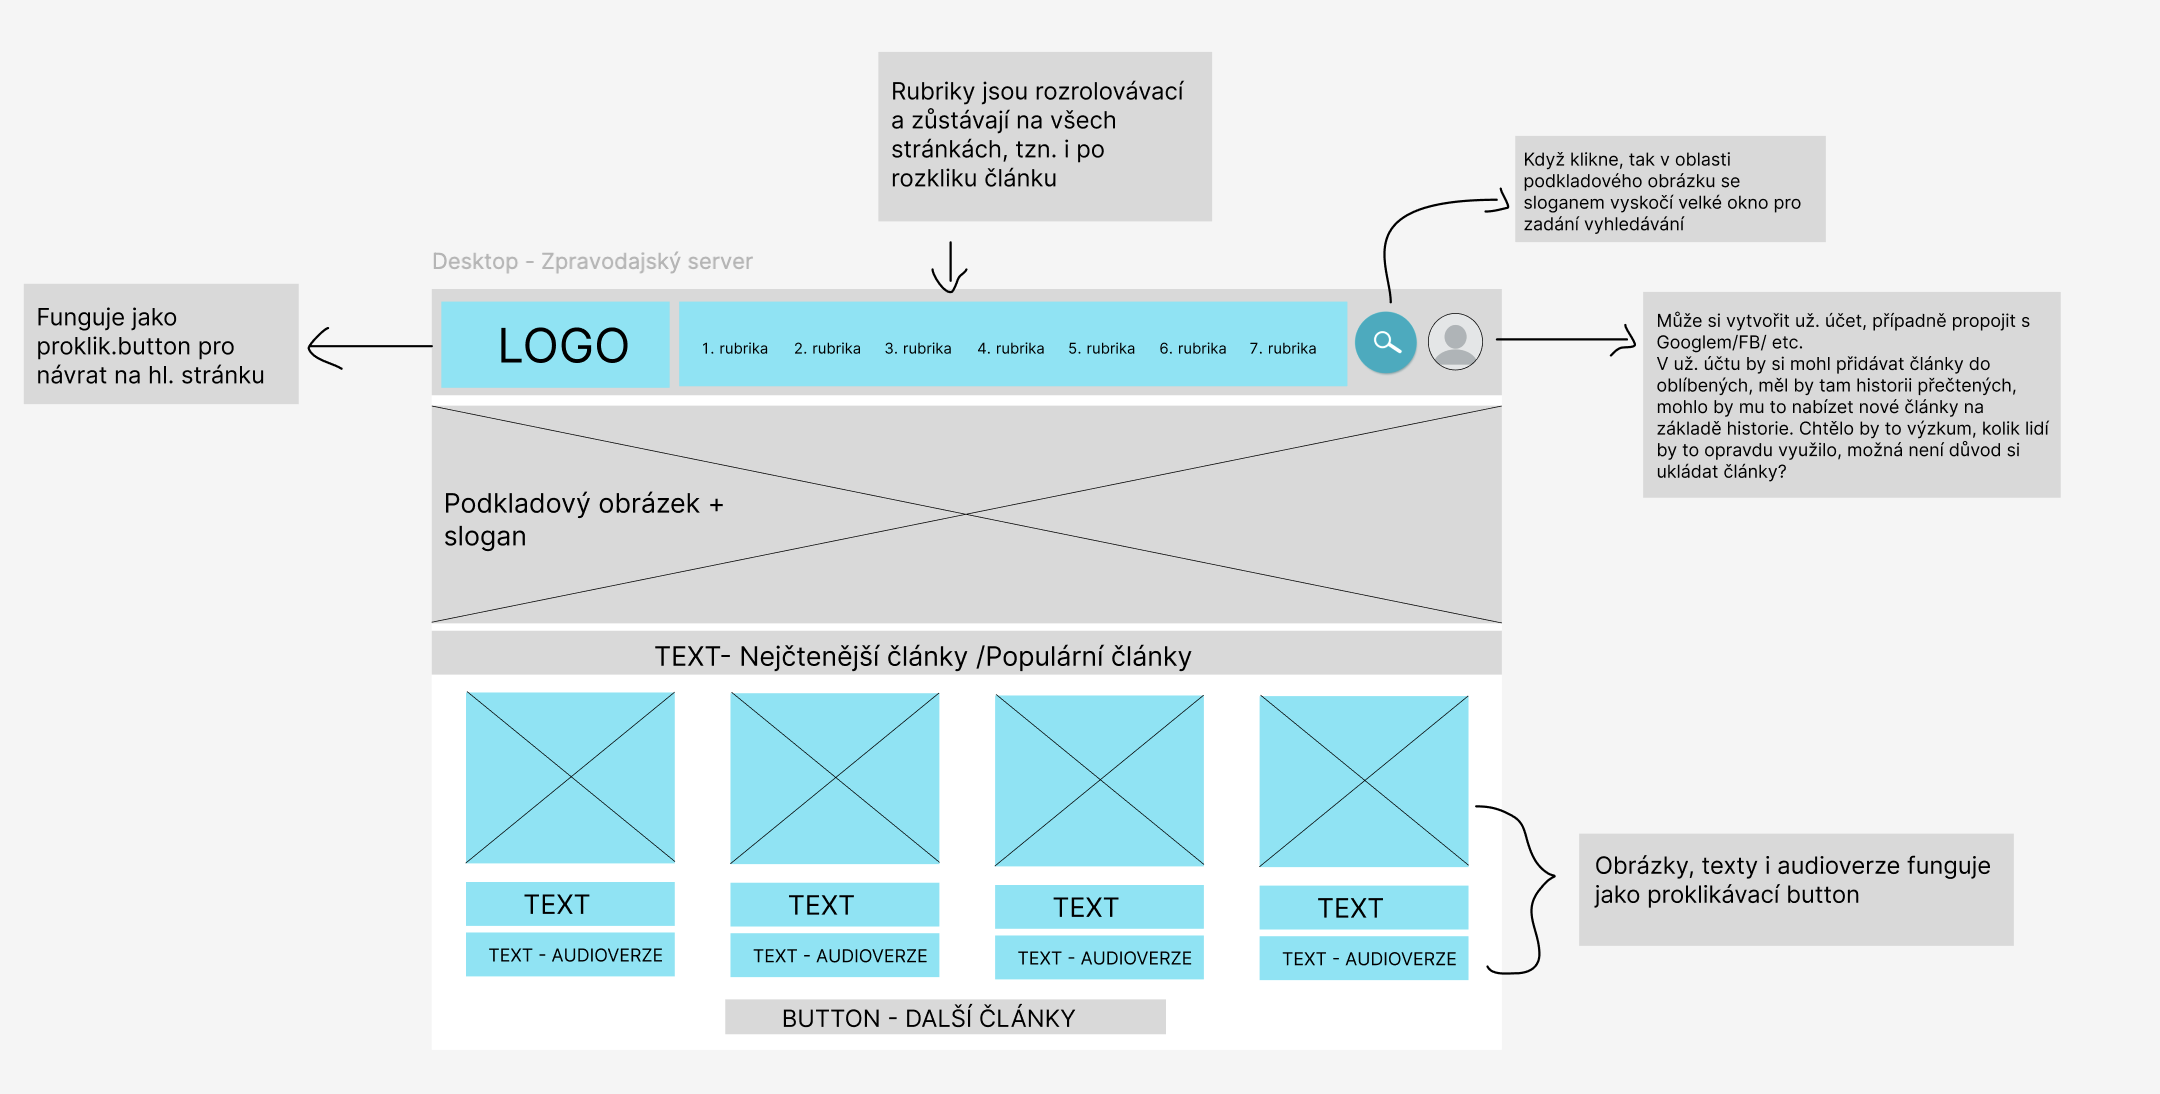 Rubriky jsou rozrolovávací
a zůstávají na všech
stránkách, tzn. i po
rozkliku článku
Když klikne, tak v oblasti
podkladového obrázku se
sloganem vyskočí velké okno pro
zadání vyhledávání
Desktop - Zpravodajský server
Funguje jako
proklik.button pro
návrat na hl. stránku
LOGO
1. rubrika 2. rubrika 3. rubrika 4. rubrika 5. rubrika 6. rubrika 7. rubrika
Může si vytvořit už. účet, případně propojit s
Googlem/FB/ etc.
V už. účtu by si mohl přidávat články do
oblíbených, měl by tam historii přečtených,
mohlo by mu to nabízet nové články na
základě historie. Chtělo by to výzkum, kolik lidí
by to opravdu využilo, možná není důvod si
ukládat články?
Podkladový obrázek +
slogan
TEXT- Nejčtenější články /Populární články
Obrázky, texty i audioverze funguje
jako proklikávací button
TEXT TEXT TEXT TEXT
TEXT - AUDIOVERZE TEXT - AUDIOVERZE TEXT - AUDIOVERZE TEXT - AUDIOVERZE
BUTTON - DALŠÍ ČLÁNKY